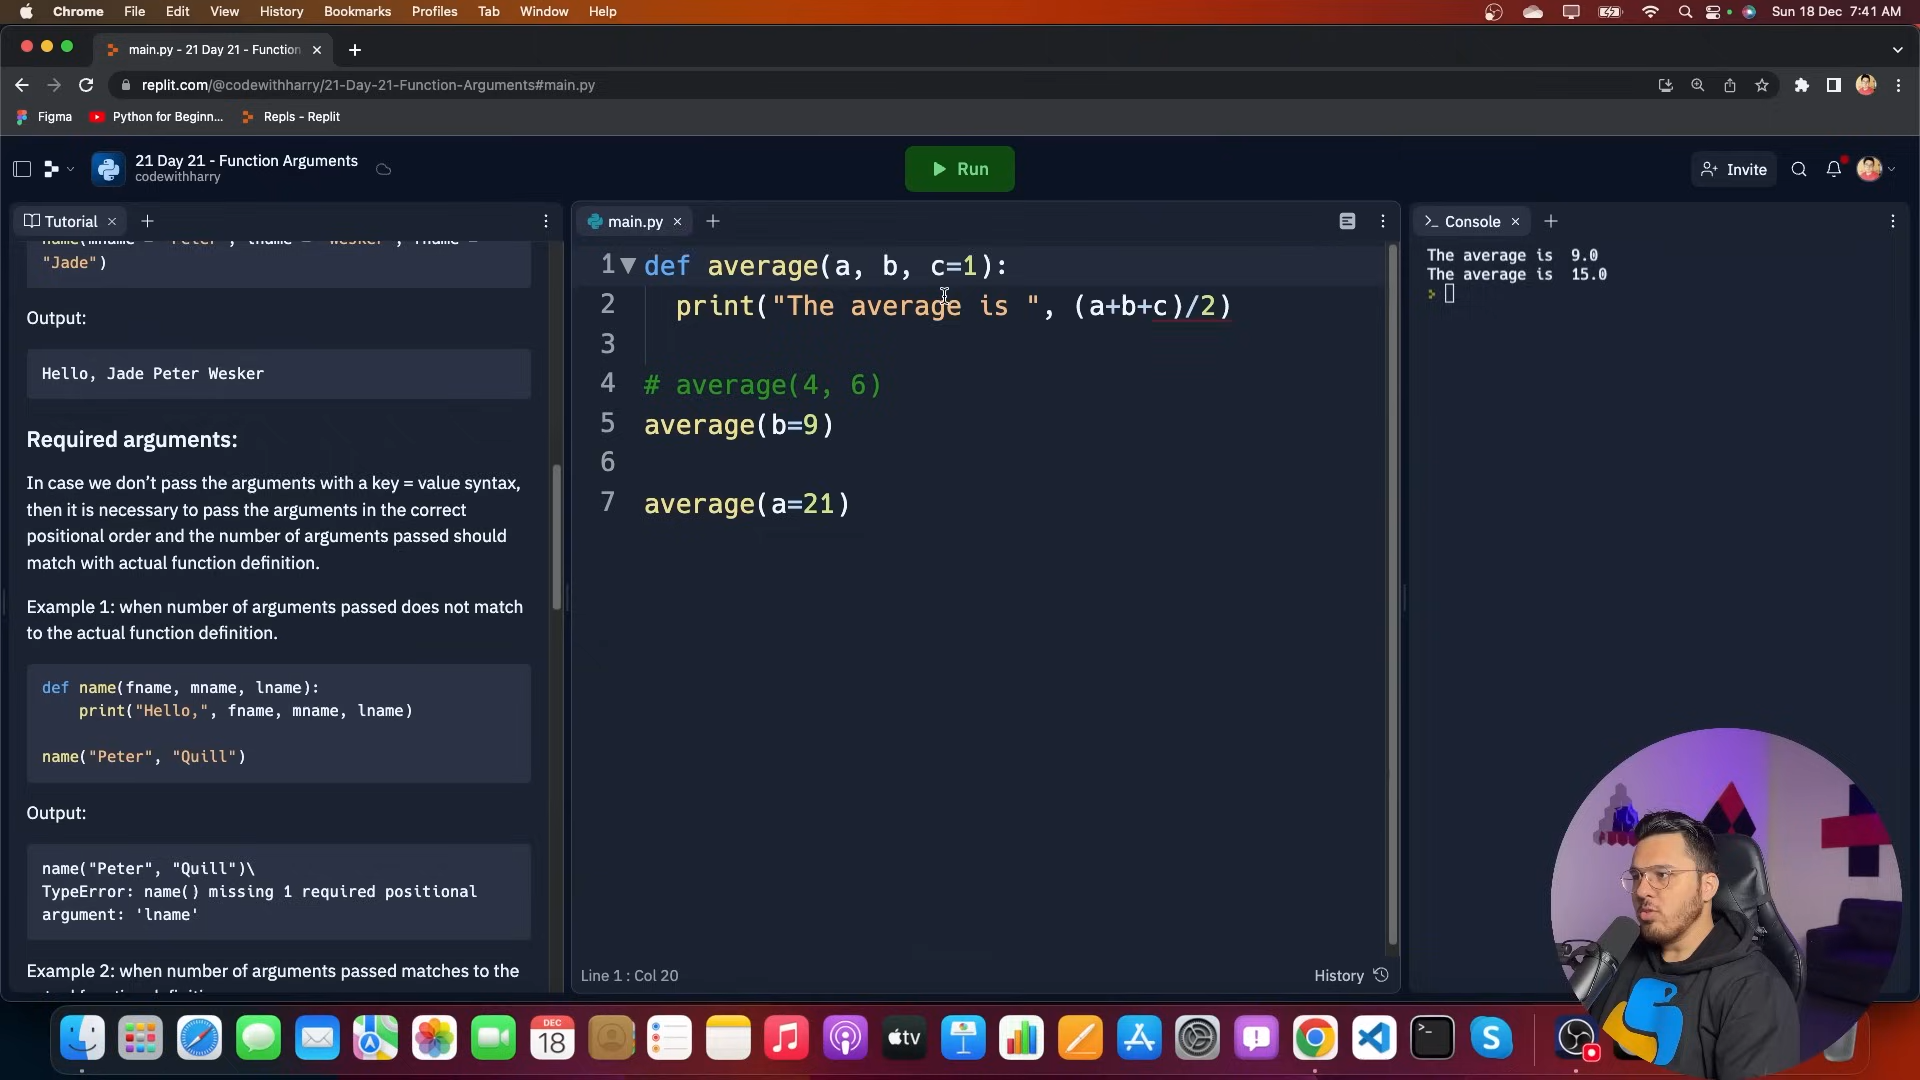 Chrome File Edit View History Bookmarks Profiles Tab Window Help
Sun 18 Dec 7:41 AM
main.py - 21 Day 21 - Function
replit.com/@codewithharry/21-Day-21-Function-Arguments#main.py
Figma Python for Beginn... Repls - Replit
21 Day 21 - Function Arguments
codewithharry
Run
Invite
Tutorial
"Jade")
Output:
Hello, Jade Peter Wesker
Required arguments:
In case we don’t pass the arguments with a key = value syntax,
then it is necessary to pass the arguments in the correct
positional order and the number of arguments passed should
match with actual function definition.
Example 1: when number of arguments passed does not match
to the actual function definition.
def name(fname, mname, lname):
print("Hello,", fname, mname, lname)
name("Peter", "Quill")
Output:
name("Peter", "Quill")\
TypeError: name() missing 1 required positional
argument: 'lname'
Example 2: when number of arguments passed matches to the
main.py
1 def average(a, b, c=1):
2 print("The average is ", (a+b+c)/2)
3
4 # average(4, 6)
5 average(b=9)
6
7 average(a=21)
Line 1 : Col 20
History
Console
The average is  9.0
The average is  15.0
DEC
18
tv